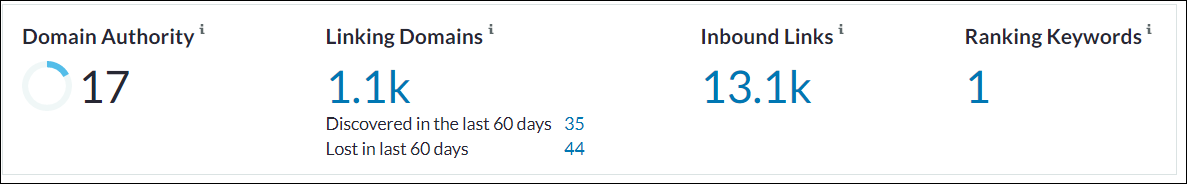 Domain Authority i
Linking Domains i
Inbound Links i
Ranking Keywords i
17
1.1k
13.1k
1
Discovered in the last 60 days 35
Lost in last 60 days 44